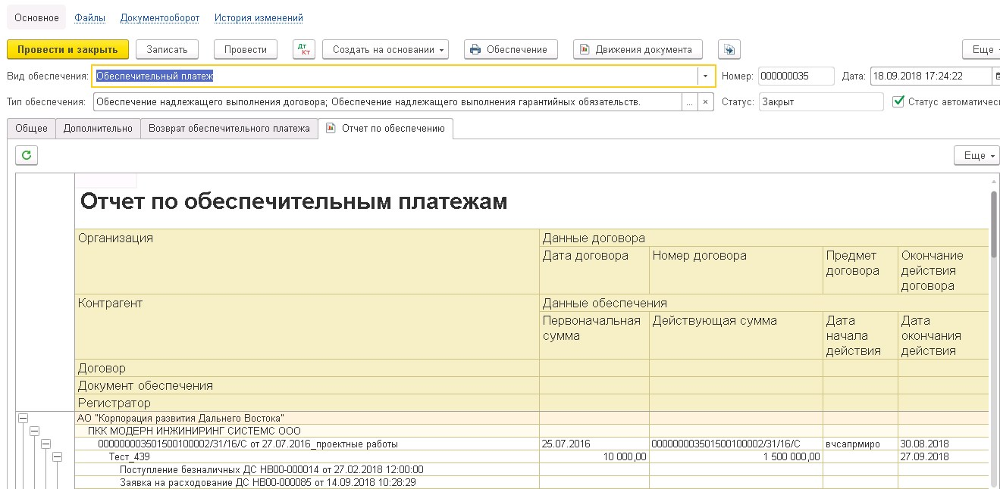 Основное Файлы Документооборот История изменений
Провести и закрыть Записать Провести Дт Кт Создать на основании Обеспечение Движения документа Еще
Вид обеспечения: Обеспечительный платеж Номер: 000000035 Дата: 18.09.2018 17:24:22
Тип обеспечения: Обеспечение надлежащего выполнения договора; Обеспечение надлежащего выполнения гарантийных обязательств. ... × Статус: Закрыт Статус автоматичес
Общее Дополнительно Возврат обеспечительного платежа Отчет по обеспечению
Еще
Отчет по обеспечительным платежам
Организация Данные договора
Дата договора Номер договора Предмет договора Окончание действия договора
Контрагент Данные обеспечения
Первоначальная сумма Действующая сумма Дата начала действия Дата окончания действия
Договор
Документ обеспечения
Регистратор
АО "Корпорация развития Дальнего Востока"
ПКК МОДЕРН ИНЖИНИРИНГ СИСТЕМС ООО
000000003501500100002/31/16/С от 27.07.2016_проектные работы 25.07.2016 000000003501500100002/31/16/С вчсапрмиро 30.08.2018
Тест_439 10 000,00 1 500 000,00 27.09.2018
Поступление безналичных ДС НВ00-000014 от 27.02.2018 12:00:00
Заявка на расходование ДС НВ00-000085 от 14.09.2018 10:28:29